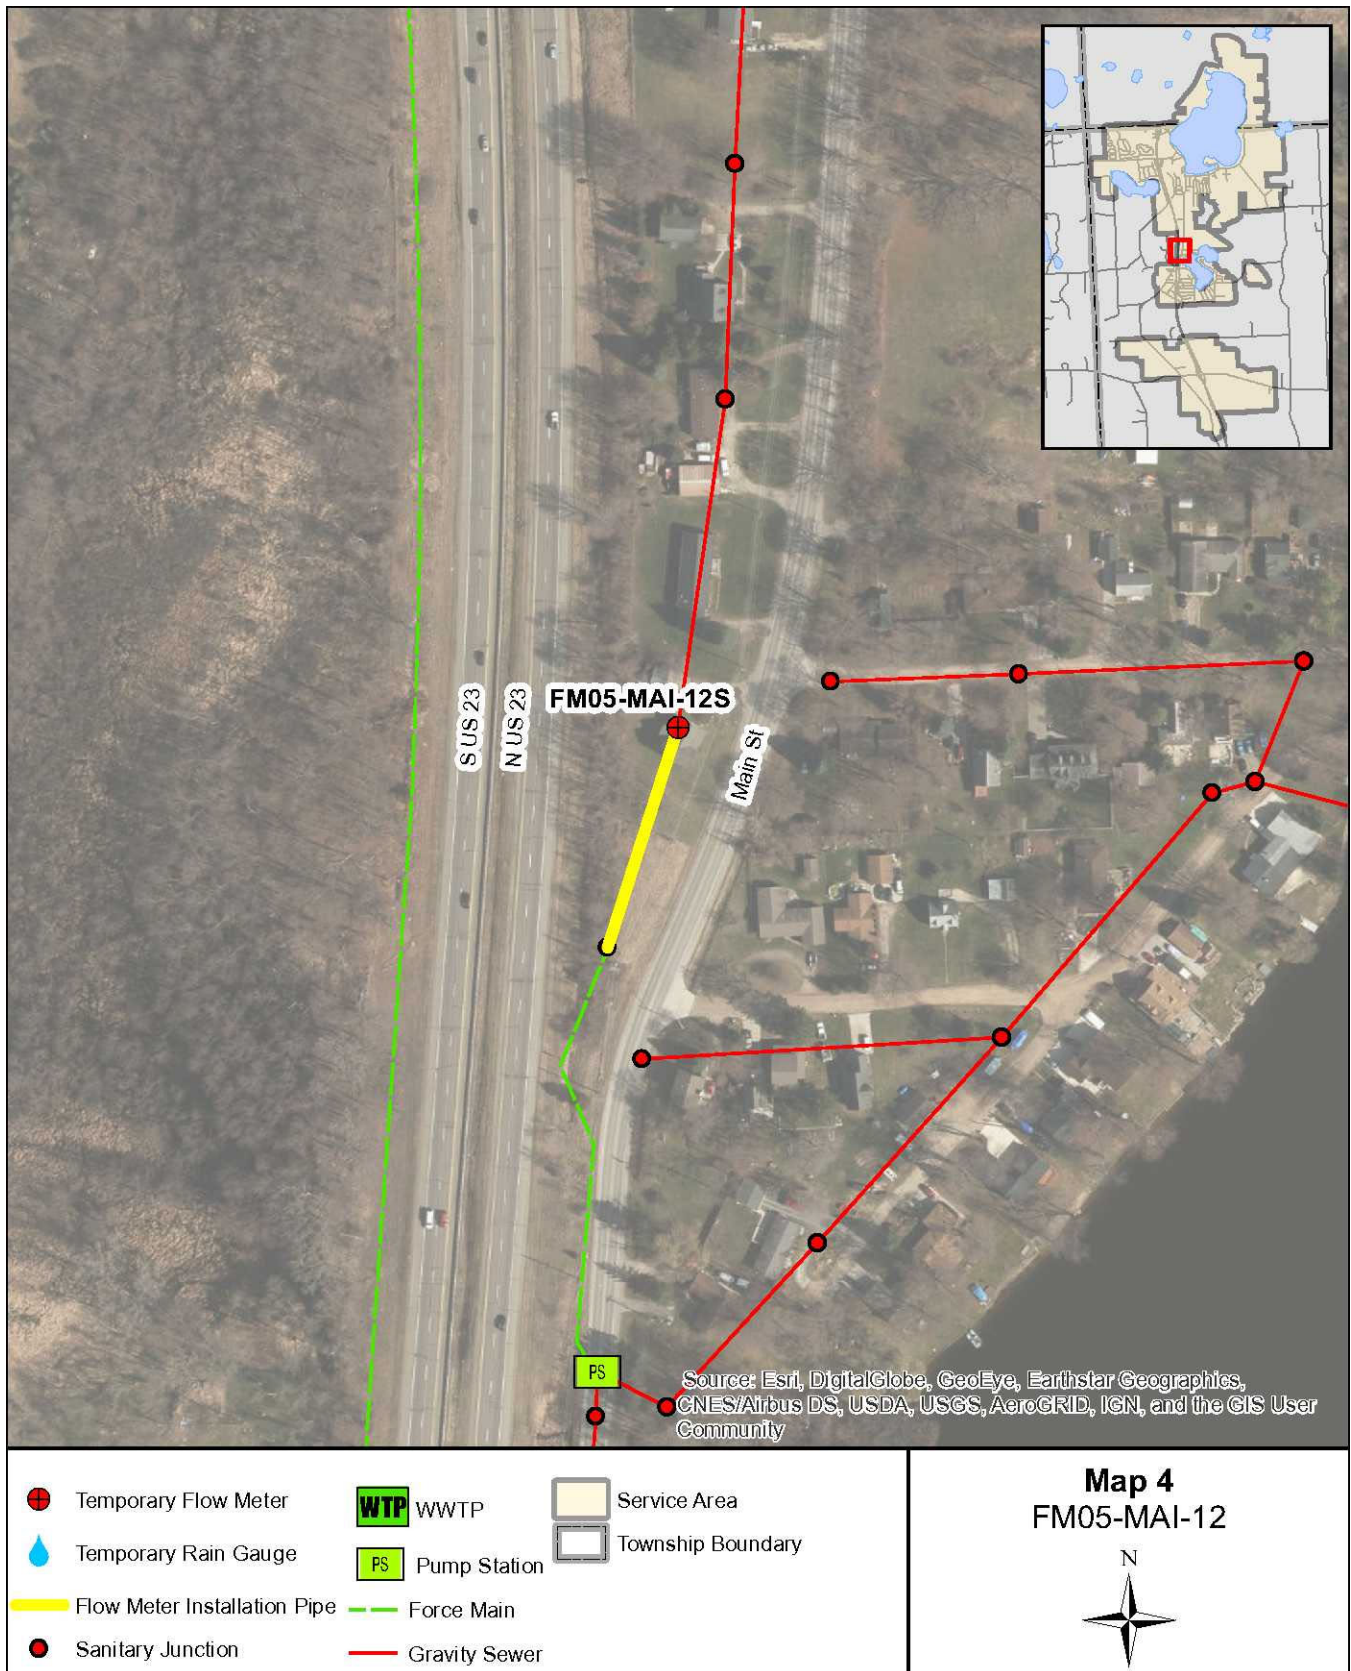 S US 23
N US 23
FM05-MAI-12S
Main St
PS
Source: Esri, DigitalGlobe, GeoEye, Earthstar Geographics,
CNES/Airbus DS, USDA, USGS, AeroGRID, IGN, and the GIS User
Community
Temporary Flow Meter
Temporary Rain Gauge
Flow Meter Installation Pipe
Sanitary Junction
WTP WWTP
PS Pump Station
Force Main
Gravity Sewer
Service Area
Township Boundary
Map 4
FM05-MAI-12
N